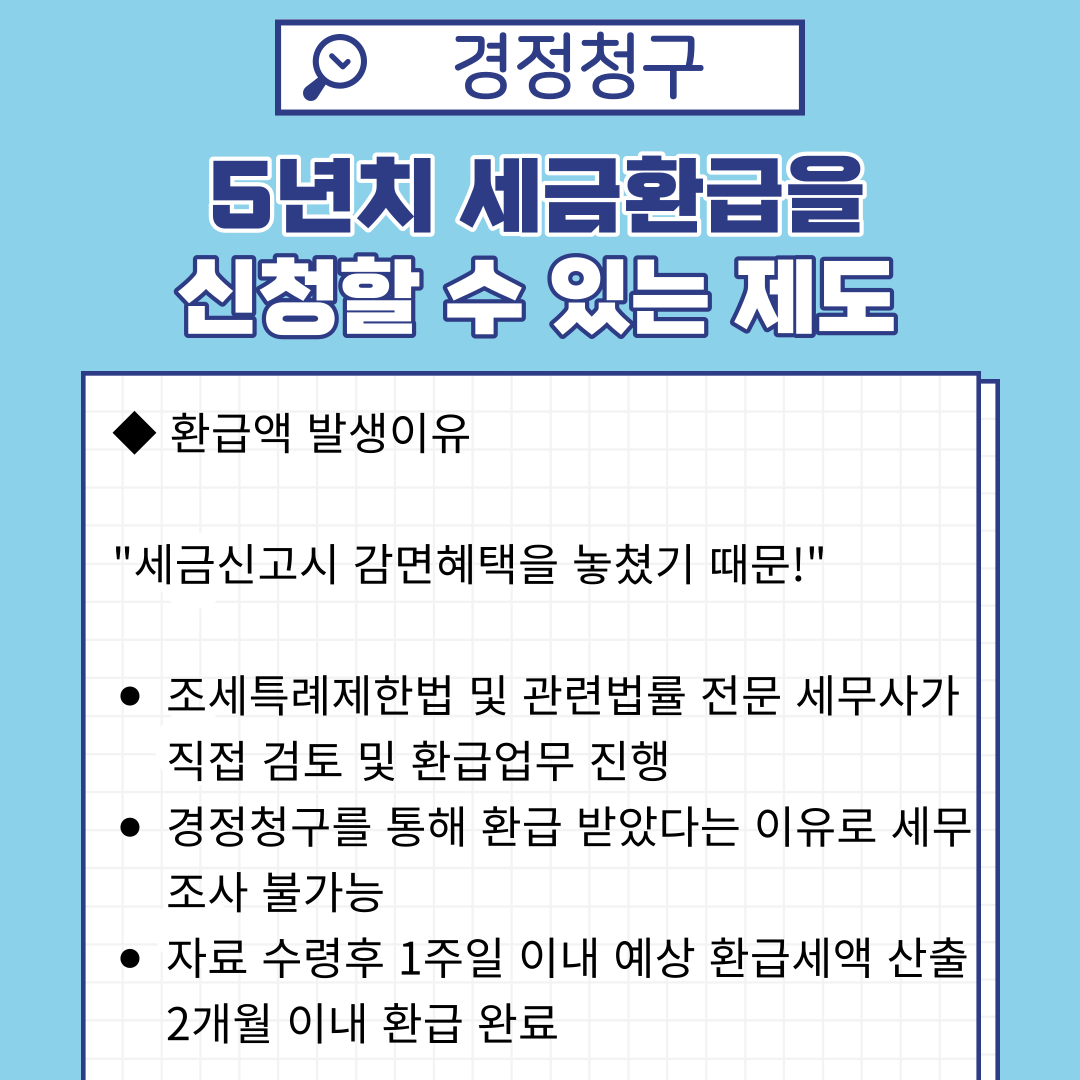 경정청구
5년치 세금환급을
신청할 수 있는 제도
◆ 환급액 발생이유
"세금신고시 감면혜택을 놓쳤기 때문!"
● 조세특례제한법 및 관련법률 전문 세무사가
직접 검토 및 환급업무 진행
● 경정청구를 통해 환급 받았다는 이유로 세무
조사 불가능
● 자료 수령후 1주일 이내 예상 환급세액 산출
2개월 이내 환급 완료